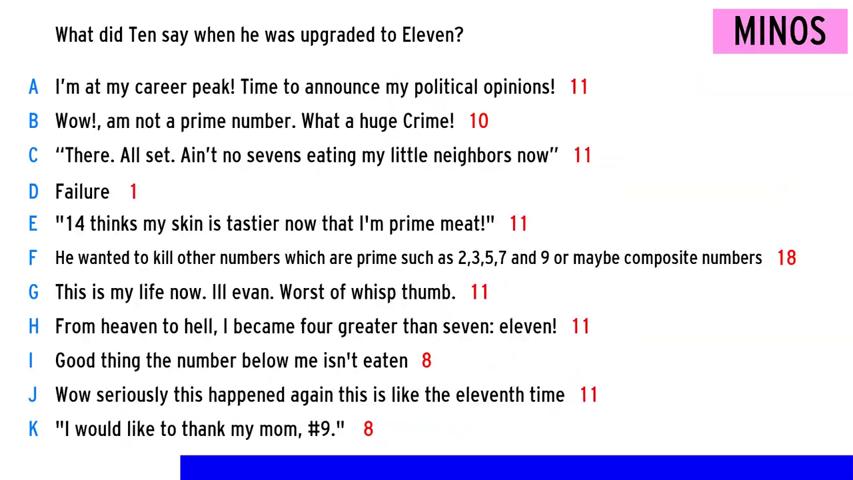 What did Ten say when he was upgraded to Eleven?
MINOS
A I'm at my career peak! Time to announce my political opinions! 11
B Wow!, am not a prime number. What a huge Crime! 10
C “There. All set. Ain't no sevens eating my little neighbors now” 11
D Failure 1
E "14 thinks my skin is tastier now that I'm prime meat!" 11
F He wanted to kill other numbers which are prime such as 2,3,5,7 and 9 or maybe composite numbers 18
G This is my life now. Ill evan. Worst of whisp thumb. 11
H From heaven to hell, I became four greater than seven: eleven! 11
I Good thing the number below me isn't eaten 8
J Wow seriously this happened again this is like the eleventh time 11
K "I would like to thank my mom, #9." 8